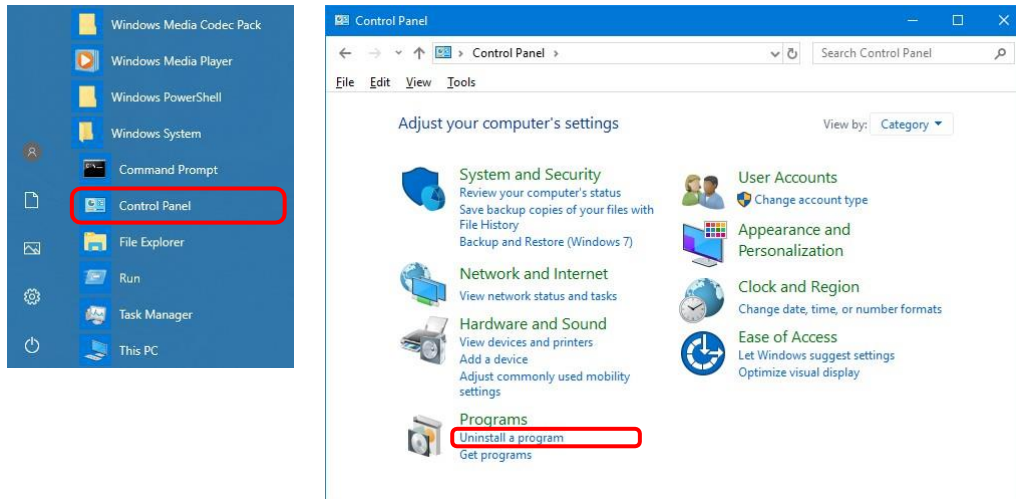 Windows Media Codec Pack
Windows Media Player
Windows PowerShell
Windows System
Command Prompt
Control Panel
File Explorer
Run
Task Manager
This PC
Control Panel
Control Panel
Search Control Panel
File Edit View Tools
Adjust your computer's settings
View by: Category
System and Security
Review your computer's status
Save backup copies of your files with
File History
Backup and Restore (Windows 7)
Network and Internet
View network status and tasks
Hardware and Sound
View devices and printers
Add a device
Adjust commonly used mobility
settings
Programs
Uninstall a program
Get programs
User Accounts
Change account type
Appearance and
Personalization
Clock and Region
Change date, time, or number formats
Ease of Access
Let Windows suggest settings
Optimize visual display